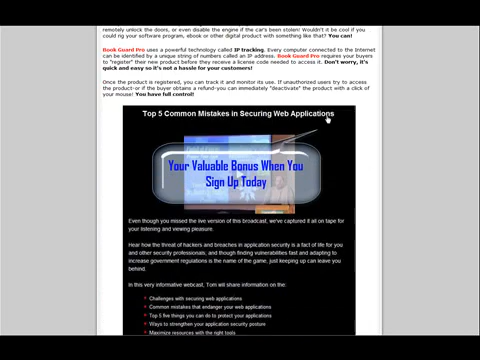 remotely unlock the doors, or even disable the engine if the car's been stolen! Wouldn't it be cool if you
could rig your software program, eBook or other digital product with something like that? You can!
Book Guard Pro uses a powerful technology called IP tracking. Every computer connected to the Internet
can be identified by a unique string of numbers called an IP address. Book Guard Pro requires your buyers
to "register" their new product before they receive a license code needed to access it. Don't worry, it's
quick and easy so it's not a hassle for your customers!
Once the product is registered, you can track it and monitor its use. If unauthorized users try to access
the product-or if the buyer obtains a refund-you can immediately "deactivate" the product with a click of
your mouse! You have full control!
Top 5 Common Mistakes in Securing Web Applications
Your Valuable Bonus When You
Sign Up Today
Even though you missed the live version of this broadcast, we've captured it all on tape for
your listening and viewing pleasure.
Hear how the threat of hackers and breaches in application security is a fact of life for you
and other security professionals, and though finding vulnerabilities fast and adapting to
increase government regulations is the name of the game, just keeping up can leave you
behind.
In this very informative webcast, Tom will share information on the:
Challenges with securing web applications
Common mistakes that endanger your web applications
Top 5 five things you can do to protect your applications
Ways to strengthen your application security posture
Maximize resources with the right tools